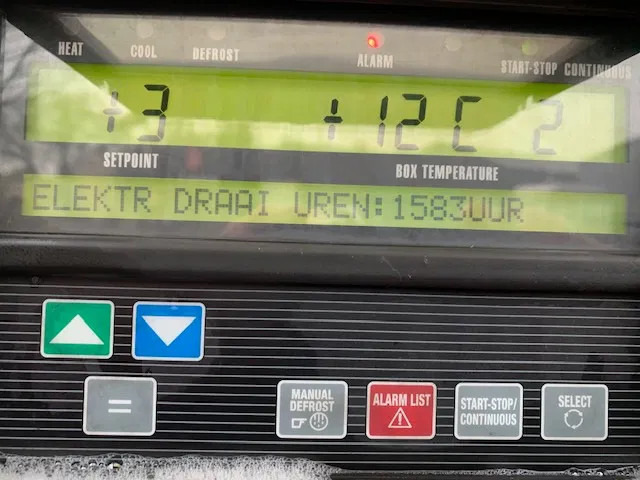 HEAT COOL DEFROST ALARM START-STOP CONTINUOUS
+3 +12C 2
SETPOINT BOX TEMPERATURE
ELEKTR DRAAI UREN:1583UUR
=
MANUAL DEFROST
ALARM LIST
START-STOP/
CONTINUOUS
SELECT